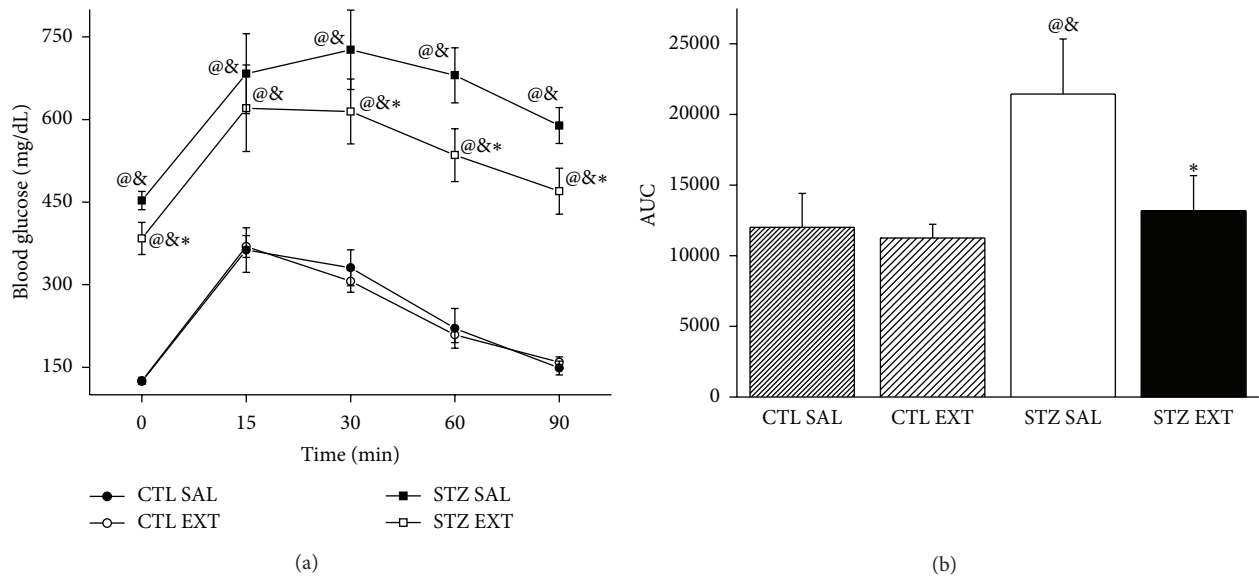 750
600
450
300
150
Blood glucose (mg/dL)
@&
@&
@&
@&
@&
@&*
@&
@&*
@&*
@&*
0
15
30
60
90
Time (min)
CTL SAL
CTL EXT
STZ SAL
STZ EXT
(a)
25000
20000
15000
10000
5000
0
AUC
@&
*
CTL SAL
CTL EXT
STZ SAL
STZ EXT
(b)